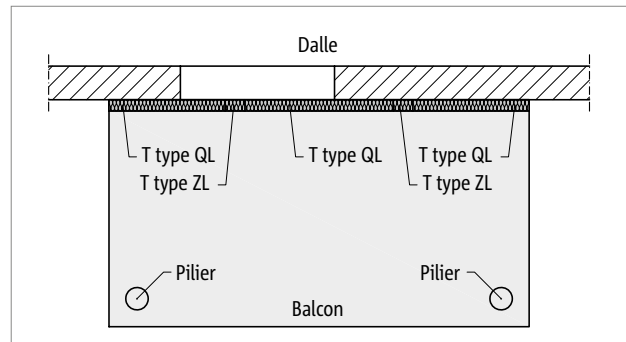 Dalle
T type QL
T type QL
T type QL
T type ZL
T type ZL
Pilier
Pilier
Balcon